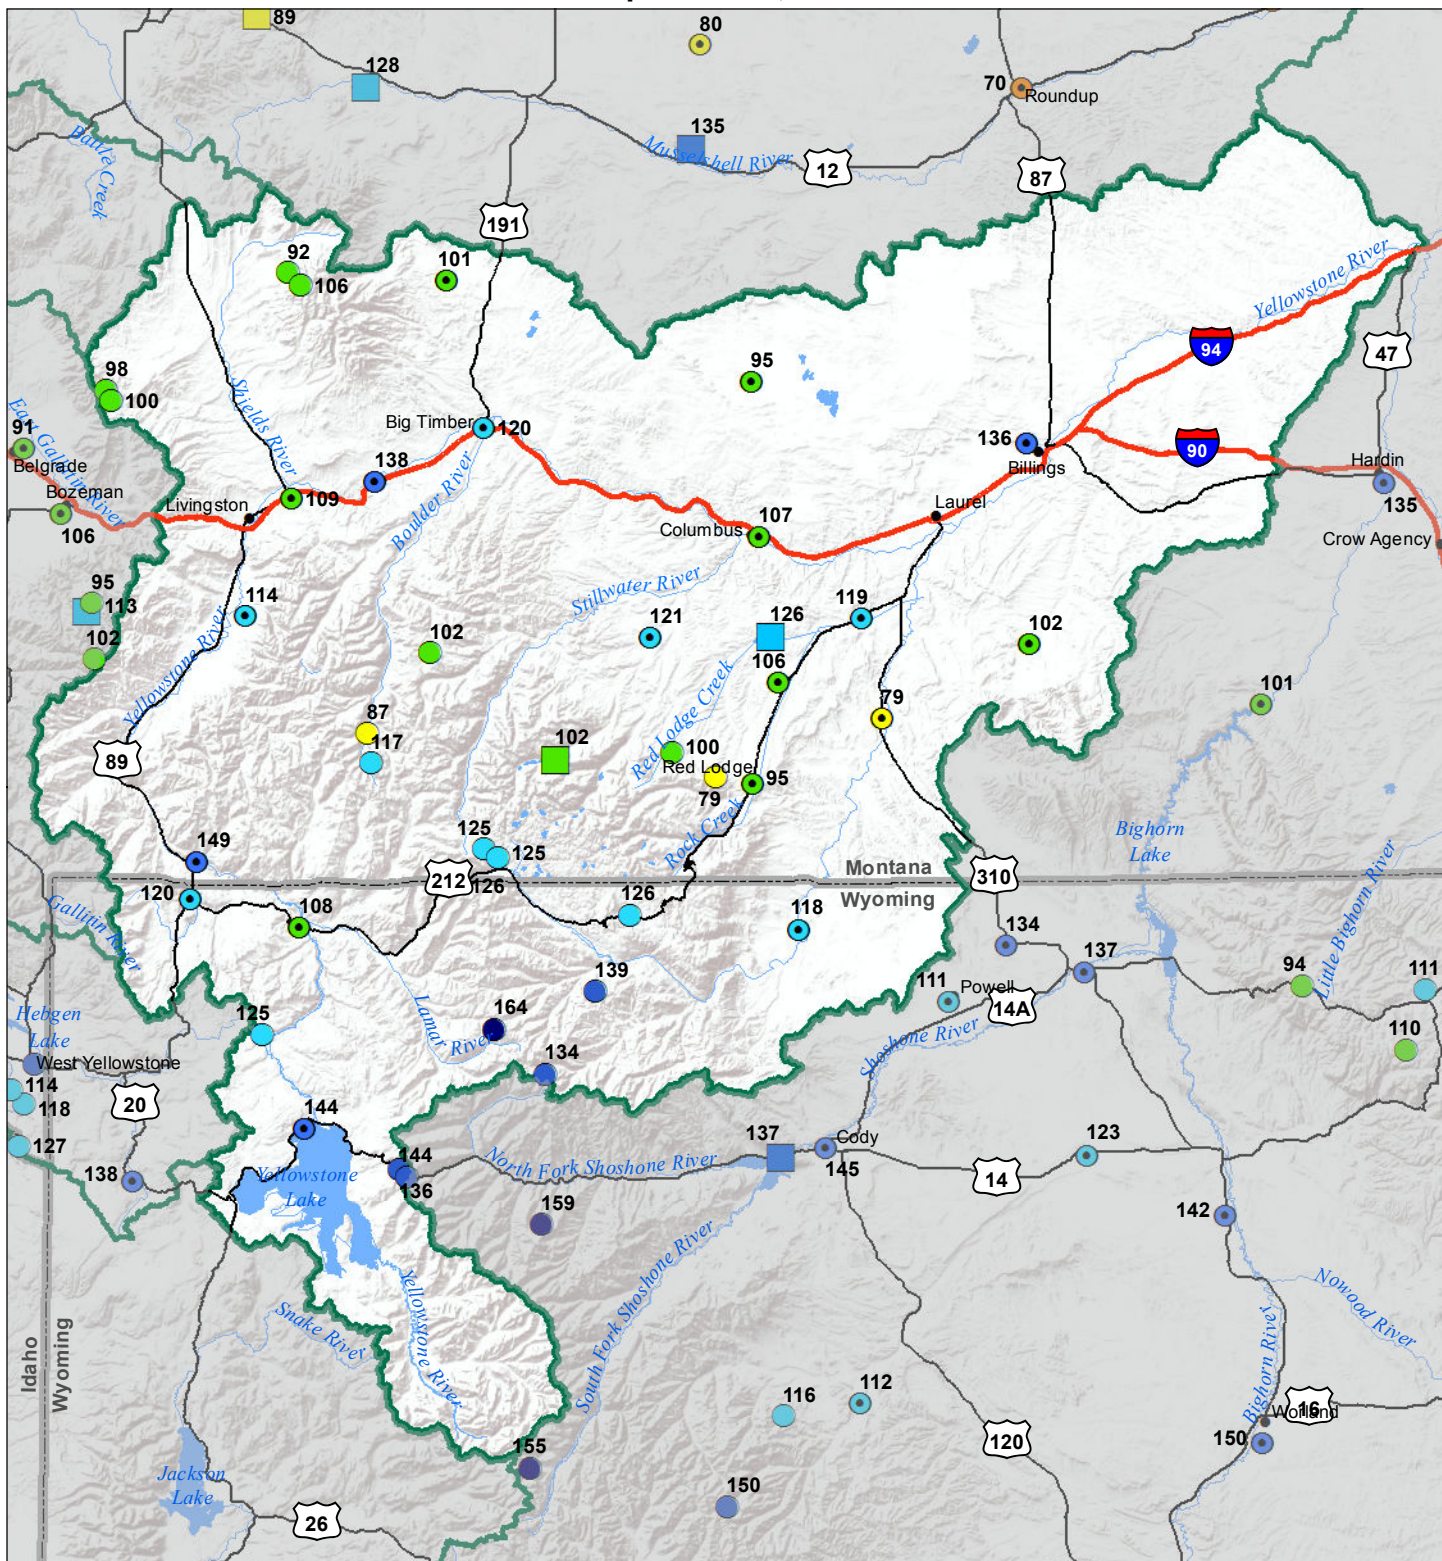 89
80
128
70
Roundup
135
Battle Creek
Musselshell River
12
87
191
92
106
101
Yellowstone River
94
47
98
100
95
Shields River
East Gallitin River
91
Belgrade
Big Timber
120
136
Billings
90
Hardin
135
Bozeman
106
138
Boulder River
Livingston
109
Laurel
Columbus
107
Crow Agency
95
113
102
114
Stillwater River
121
126
119
102
102
106
Yellowstone River
Red Lodge Creek
79
101
87
117
89
102
100
Red Lodge
79
95
Rock Creek
Bighorn
Lake
149
125
125
212
126
Montana
Wyoming
310
Little Bighorn River
120
108
126
118
134
Gallitin River
137
139
111
Powell
14A
94
111
Hebgen
Lake
125
Lamar River
164
134
Shoshone River
110
West Yellowstone
114
118
20
127
144
144
136
138
Yellowstone
Lake
North Fork Shoshone River
137
Cody
145
14
123
159
142
Yellowstone River
South Fork Shoshone River
Snake River
Nowood River
Idaho
Wyoming
Bighorn River
116
112
16
Worland
150
120
155
Jackson
Lake
150
26